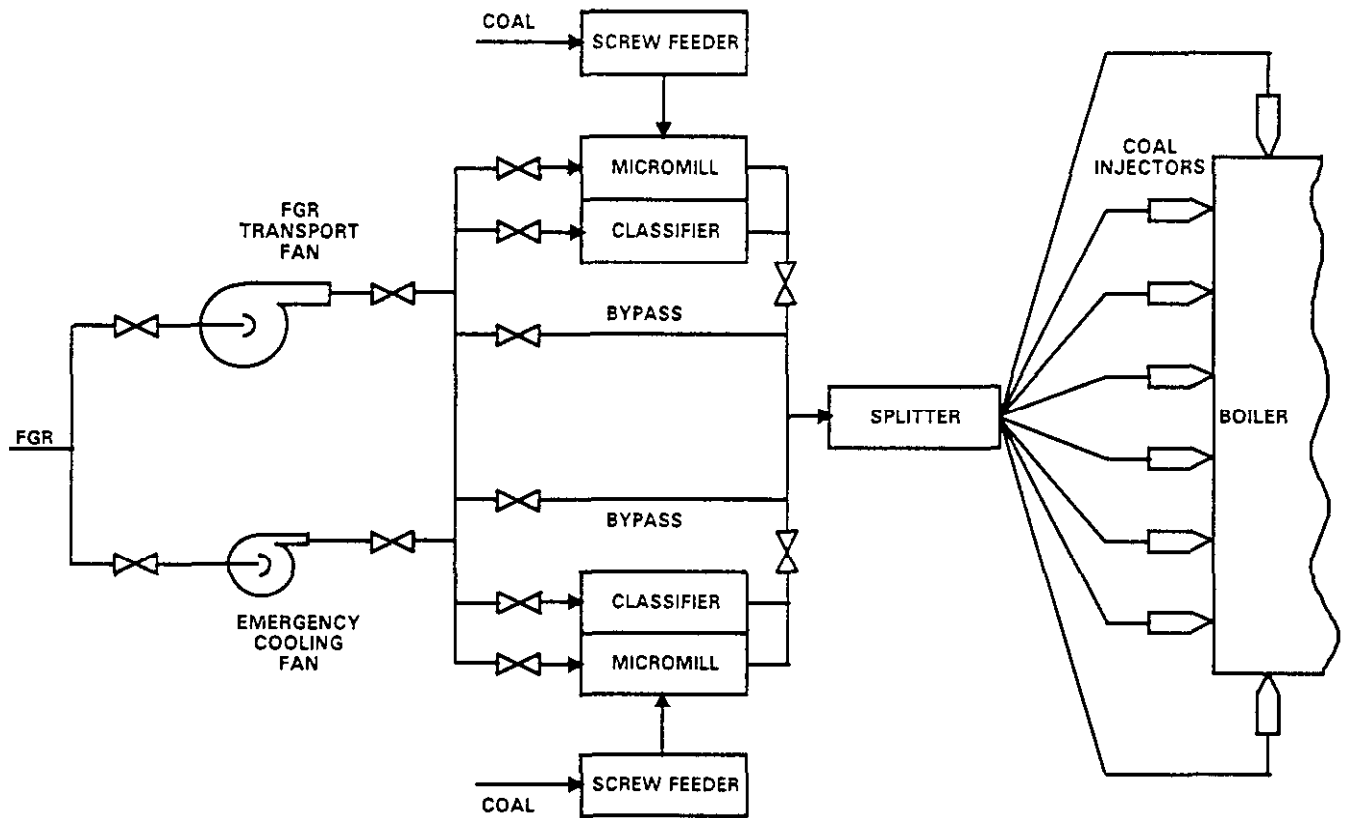 COAL
SCREW FEEDER
MICROMILL
CLASSIFIER
FGR
TRANSPORT
FAN
BYPASS
COAL
INJECTORS
FGR
SPLITTER
BOILER
BYPASS
EMERGENCY
COOLING
FAN
CLASSIFIER
MICROMILL
SCREW FEEDER
COAL